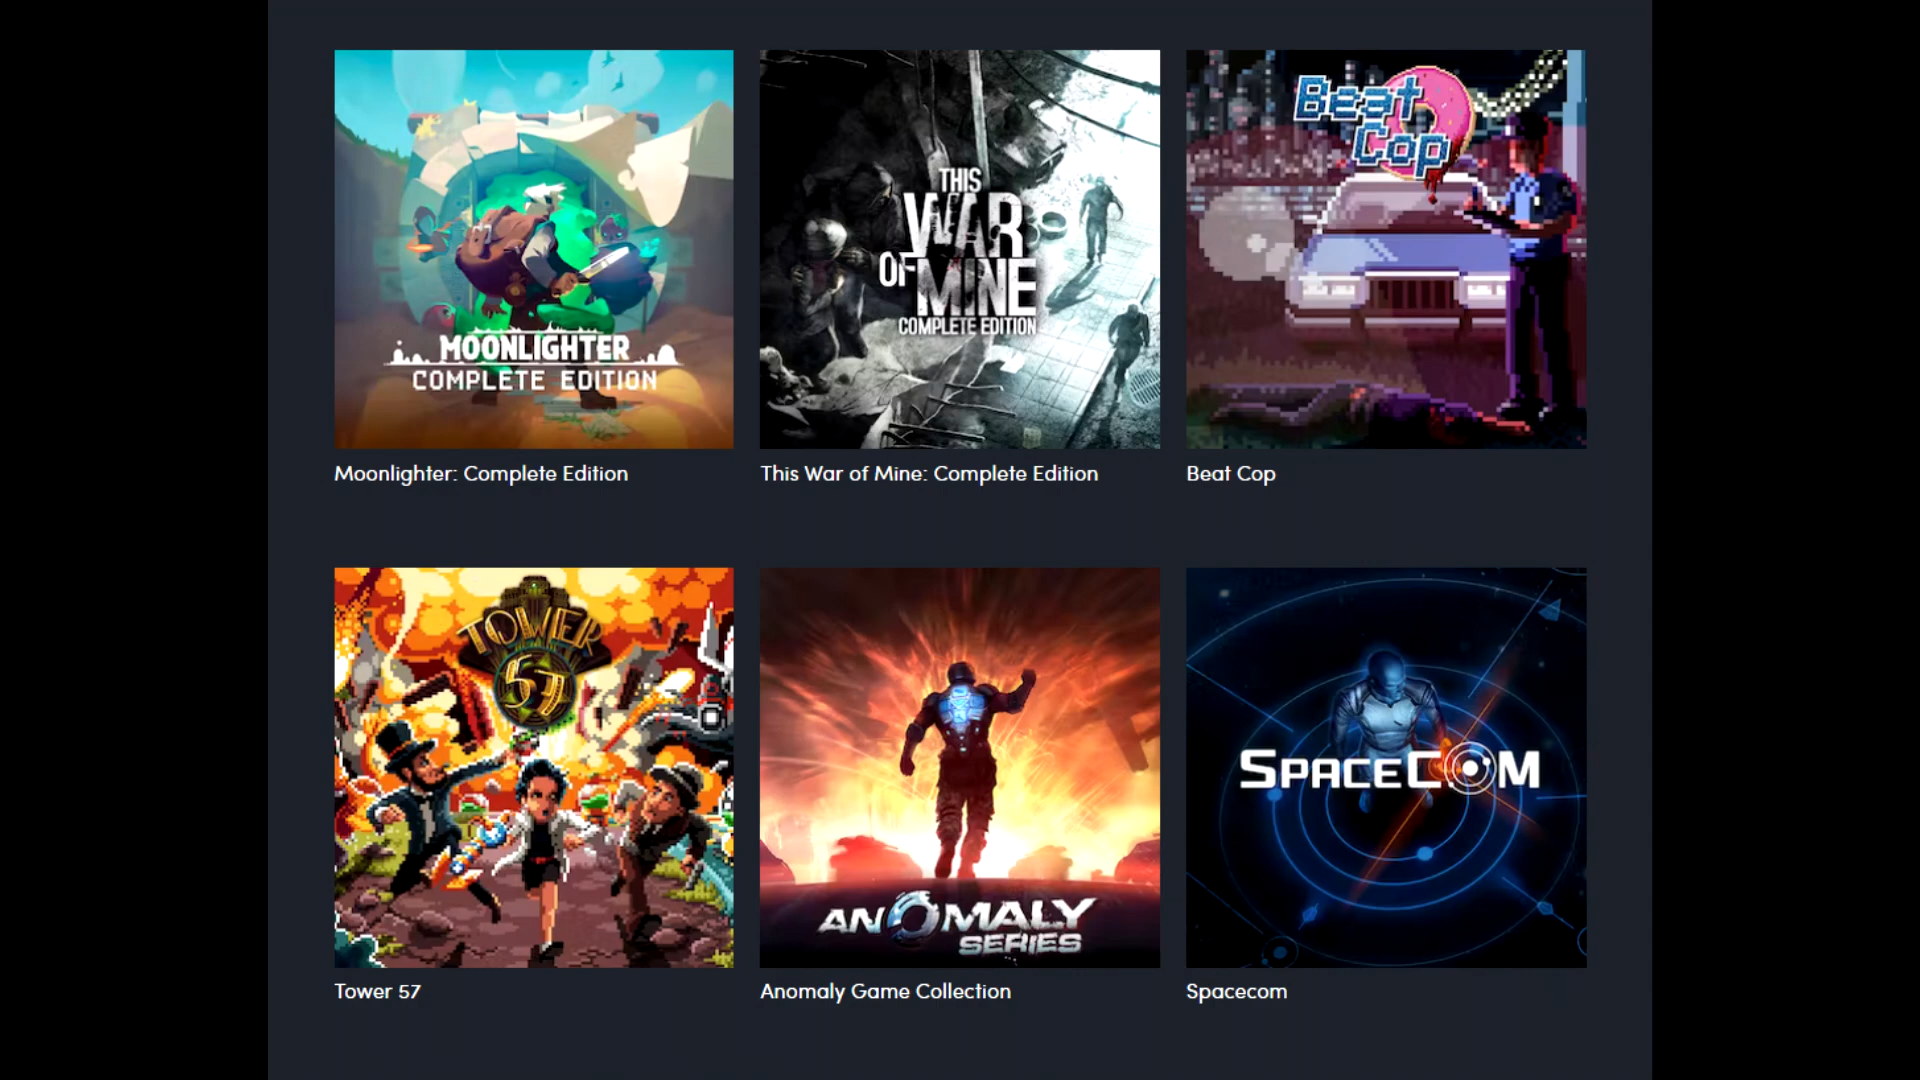 MOONLIGHTER
COMPLETE EDITION
Moonlighter: Complete Edition
THIS
WAR
OF MINE
COMPLETE EDITION
This War of Mine: Complete Edition
Beat
Cop
Beat Cop
TOWER
57
Tower 57
ANOMALY
SERIES
Anomaly Game Collection
SPACECOM
Spacecom